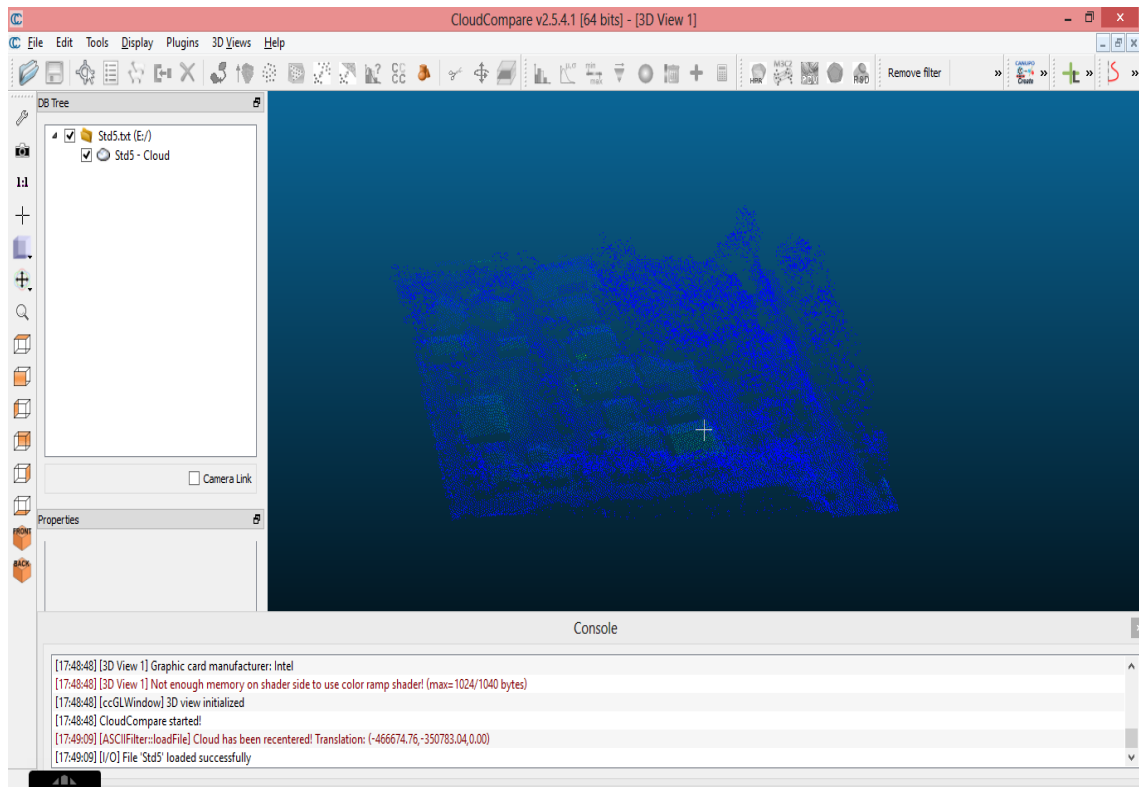 CloudCompare v2.5.4.1 [64 bits] - [3D View 1]
File Edit Tools Display Plugins 3D Views Help
Remove filter
DB Tree
1:1
Std5.txt (E:/)
Std5 - Cloud
Camera Link
Properties
FRONT
BACK
Console
[17:48:48] [3D View 1] Graphic card manufacturer: Intel
[17:48:48] [3D View 1] Not enough memory on shader side to use color ramp shader! (max=1024/1040 bytes)
[17:48:48] [ccGLWindow] 3D view initialized
[17:48:48] CloudCompare started!
[17:49:09] [ASCIIFilter::loadFile] Cloud has been recentered! Translation: (-466674.76,-350783.04,0.00)
[17:49:09] [I/O] File 'Std5' loaded successfully